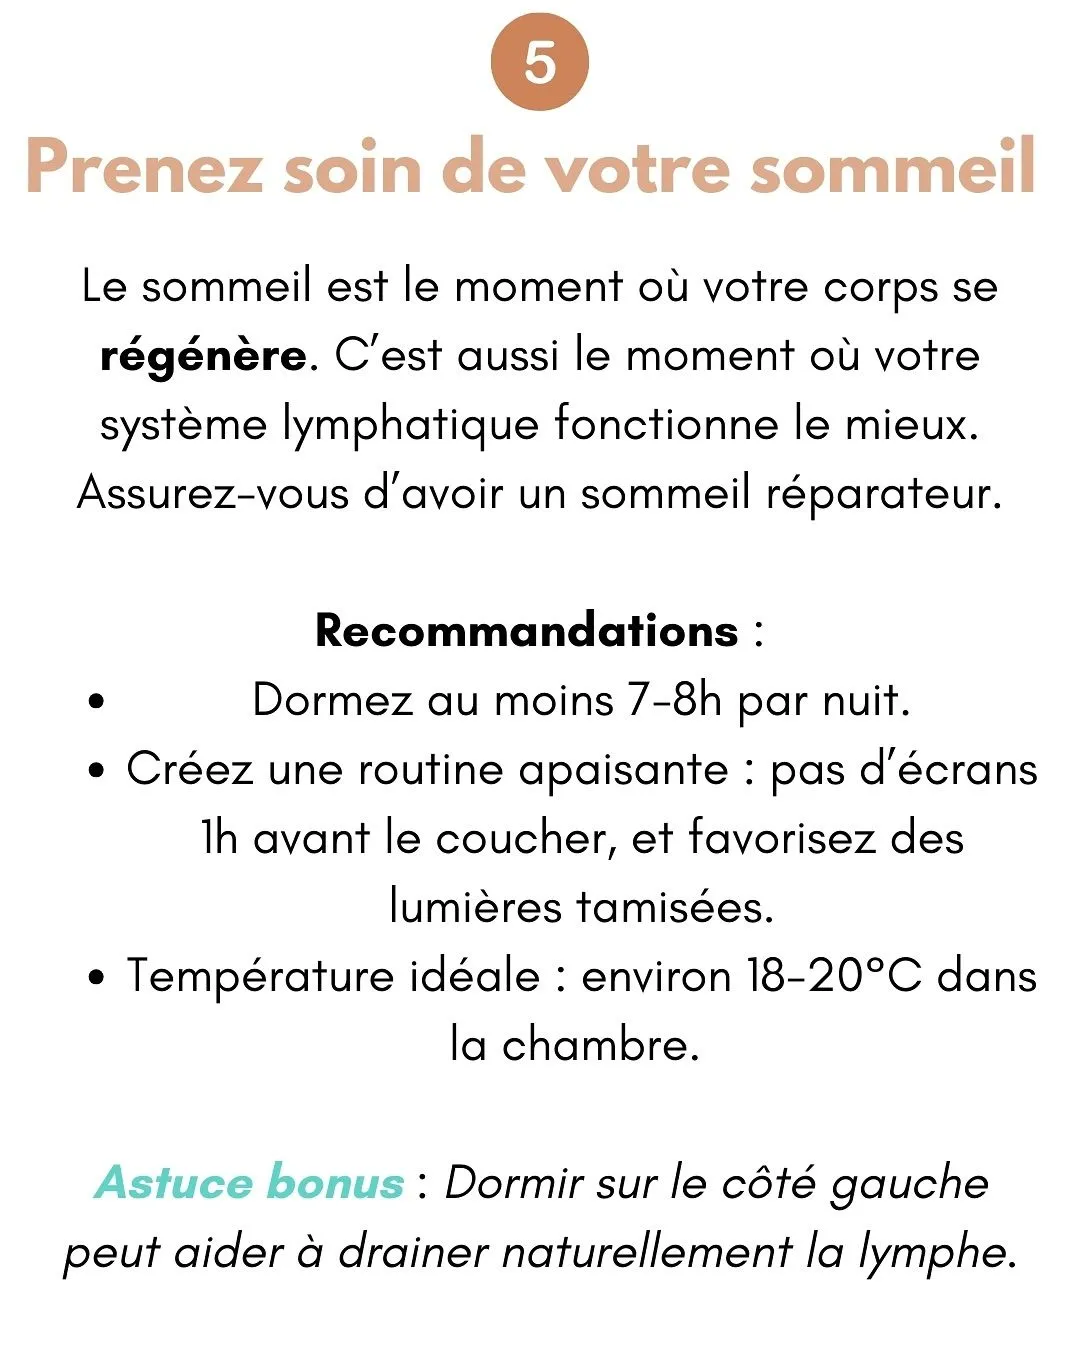 5
Prenez soin de votre sommeil
Le sommeil est le moment où votre corps se
régénère. C’est aussi le moment où votre
système lymphatique fonctionne le mieux.
Assurez-vous d’avoir un sommeil réparateur.
Recommandations :
• Dormez au moins 7-8h par nuit.
• Créez une routine apaisante : pas d’écrans
1h avant le coucher, et favorisez des
lumières tamisées.
• Température idéale : environ 18-20°C dans
la chambre.
Astuce bonus : Dormir sur le côté gauche
peut aider à drainer naturellement la lymphe.